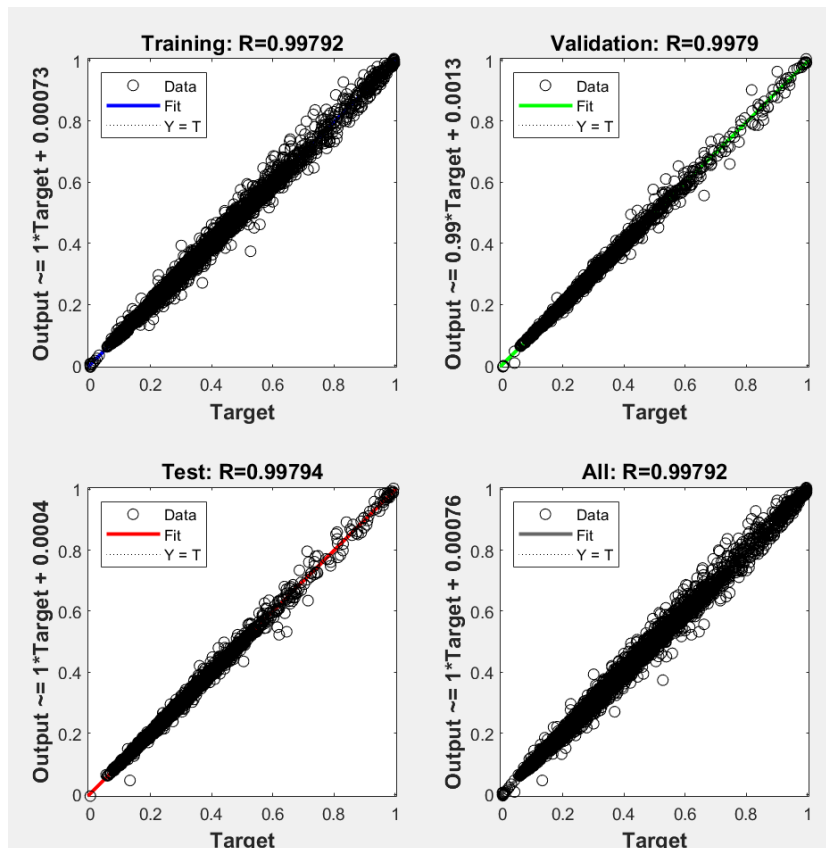 Training: R=0.99792
Output ~= 1*Target + 0.00073
1
0.8
0.6
0.4
0.2
0
Data
Fit
Y = T
0 0.2 0.4 0.6 0.8 1
Target
Validation: R=0.9979
Output ~= 0.99*Target + 0.0013
1
0.8
0.6
0.4
0.2
0
Data
Fit
Y = T
0 0.2 0.4 0.6 0.8 1
Target
Test: R=0.99794
Output ~= 1*Target + 0.0004
1
0.8
0.6
0.4
0.2
0
Data
Fit
Y = T
0 0.2 0.4 0.6 0.8 1
Target
All: R=0.99792
Output ~= 1*Target + 0.00076
1
0.8
0.6
0.4
0.2
0
Data
Fit
Y = T
0 0.2 0.4 0.6 0.8 1
Target